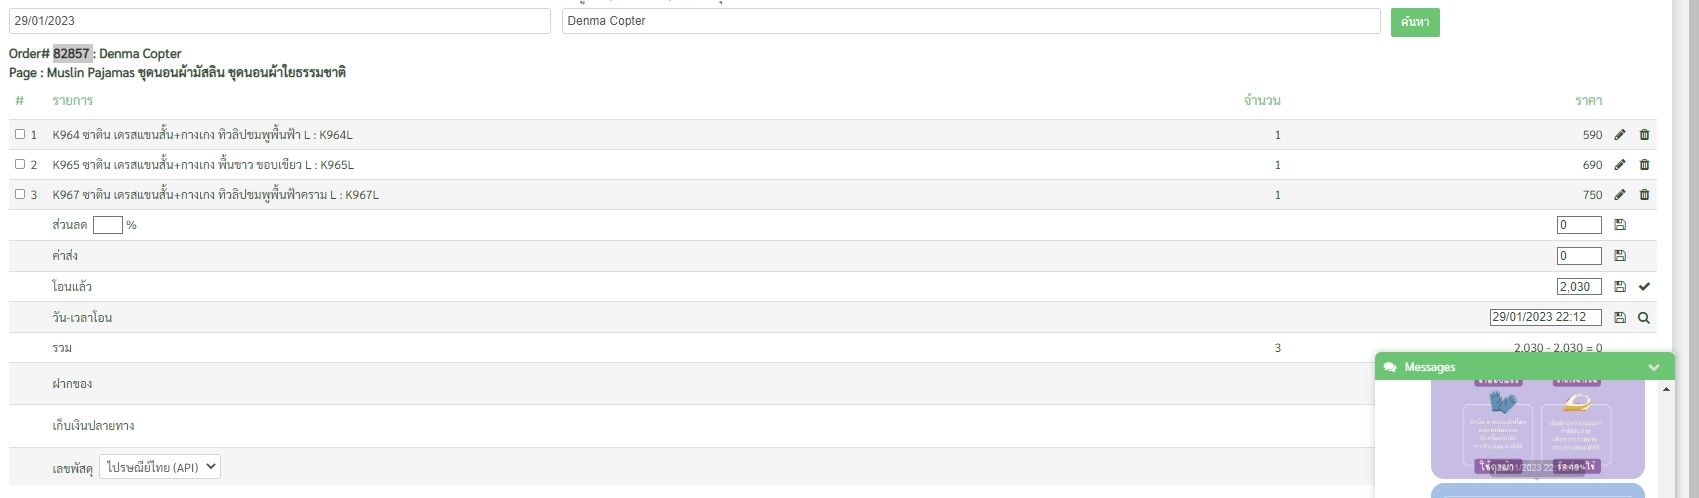 29/01/2023 Denma Copter ค้นหา
Order# 82857 : Denma Copter
Page : Muslin Pajamas ชุดนอนผ้ามัสลิน ชุดนอนผ้าใยธรรมชาติ
# รายการ จำนวน ราคา
1 K964 ซาติน เดรสแขนสั้น+กางเกง ทิวลิปชมพูพื้นฟ้า L : K964L 1 590
2 K965 ซาติน เดรสแขนสั้น+กางเกง พื้นขาว ขอบเขียว L : K965L 1 690
3 K967 ซาติน เดรสแขนสั้น+กางเกง ทิวลิปชมพูพื้นฟ้าคราม L : K967L 1 750
ส่วนลด % 0
ค่าส่ง 0
โอนแล้ว 2,030
วัน-เวลาโอน 29/01/2023 22:12
รวม 3 2,030 - 2,030 = 0
Messages
ฝากของ
เก็บเงินปลายทาง
เลขพัสดุ ไปรษณีย์ไทย (API)